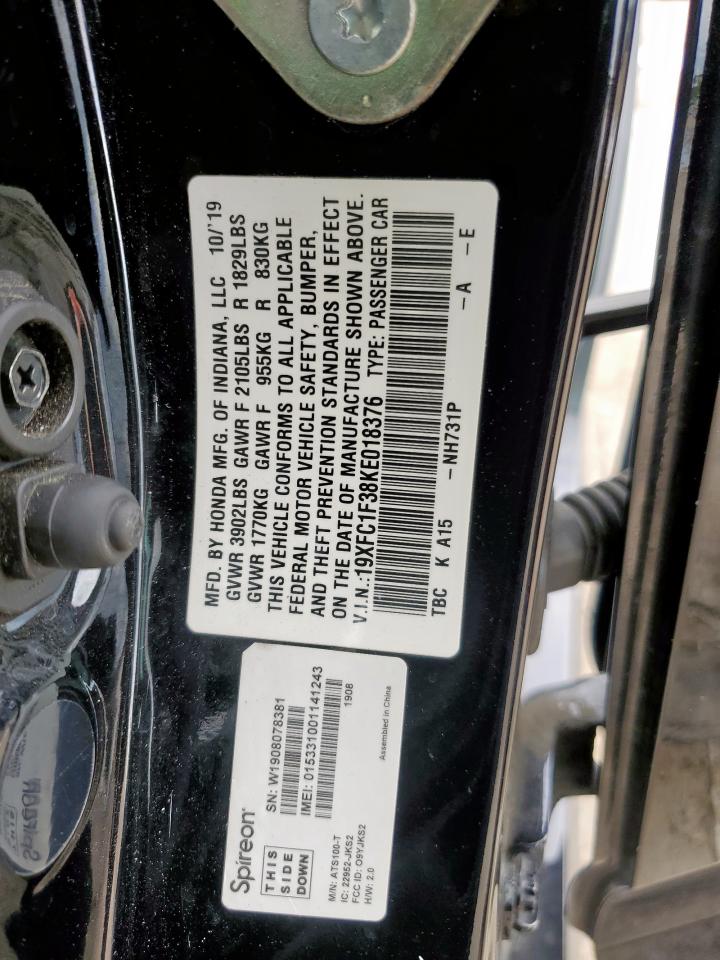 MFD. BY HONDA MFG. OF INDIANA, LLC 10/'19
GVWR 3902LBS GAWR F 2105LBS R 1829LBS
GVWR 1770KG GAWR F 955KG R 830KG
THIS VEHICLE CONFORMS TO ALL APPLICABLE
FEDERAL MOTOR VEHICLE SAFETY, BUMPER,
AND THEFT PREVENTION STANDARDS IN EFFECT
ON THE DATE OF MANUFACTURE SHOWN ABOVE.
V.I.N.:19XFC1F38KE018376 TYPE: PASSENGER CAR
TBC K A15 -NH731P -A -E
Spireon
THIS
SIDE
DOWN
SN: W1908078381
IMEI: 015331001141243
1908
M/N: ATS100-T
IC: 22952-JKS2
FCC ID: O9YJKS2
H/W: 2.0
Assembled in China